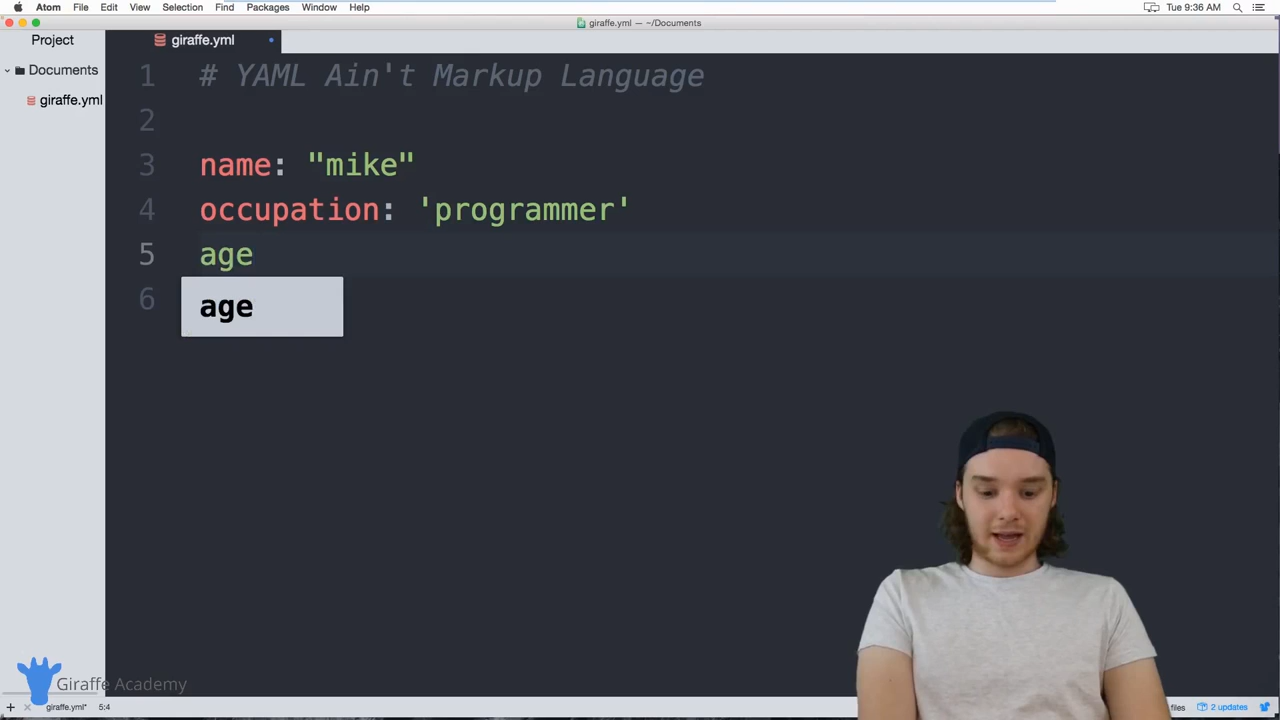 Atom File Edit View Selection Find Packages Window Help Tue 9:36 AM
giraffe.yml — ~/Documents
Project giraffe.yml
Documents
giraffe.yml
1 # YAML Ain't Markup Language
2
3 name: "mike"
4 occupation: 'programmer'
5 age
6 age
Giraffe Academy
giraffe.yml* 5:4 files 2 updates